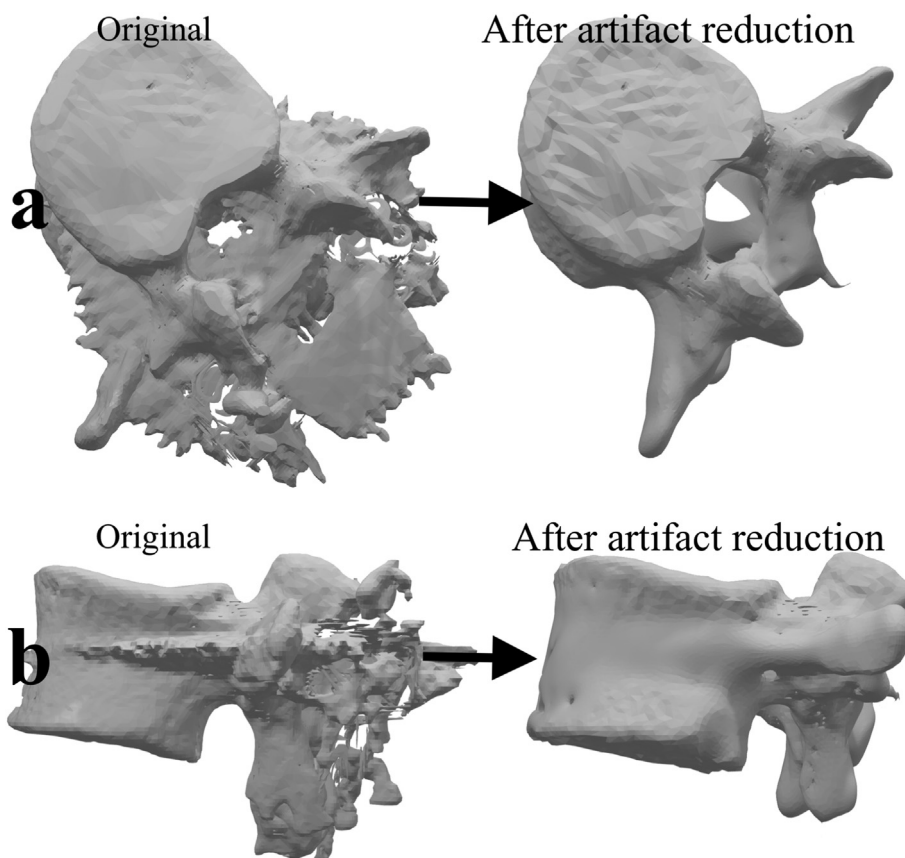 Original
After artifact reduction
a
Original
After artifact reduction
b